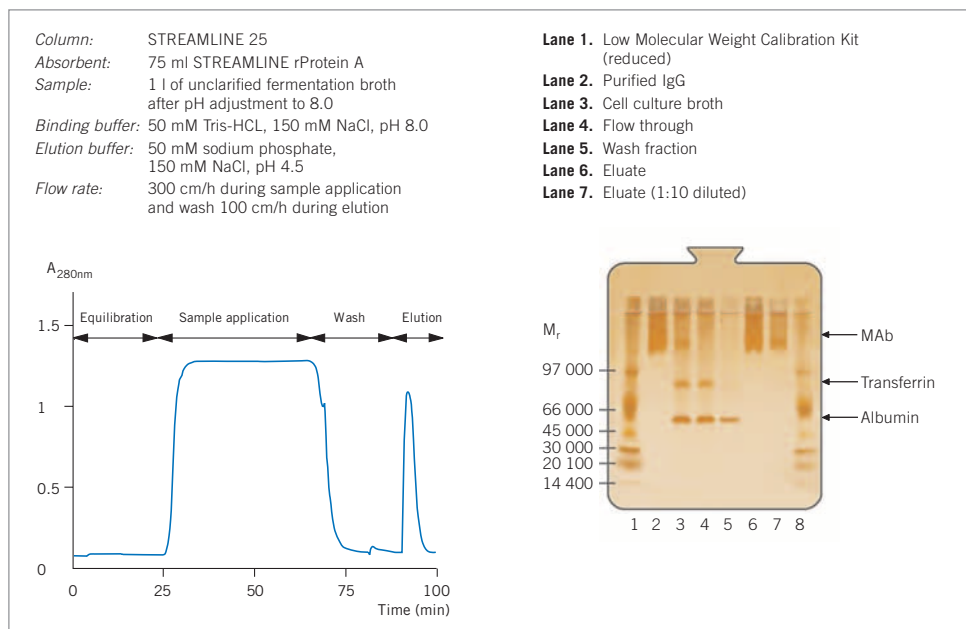 Column: STREAMLINE 25
Absorbent: 75 ml STREAMLINE rProtein A
Sample: 1 l of unclarified fermentation broth
after pH adjustment to 8.0
Binding buffer: 50 mM Tris-HCL, 150 mM NaCl, pH 8.0
Elution buffer: 50 mM sodium phosphate,
150 mM NaCl, pH 4.5
Flow rate: 300 cm/h during sample application
and wash 100 cm/h during elution
Lane 1. Low Molecular Weight Calibration Kit
(reduced)
Lane 2. Purified IgG
Lane 3. Cell culture broth
Lane 4. Flow through
Lane 5. Wash fraction
Lane 6. Eluate
Lane 7. Eluate (1:10 diluted)
A280nm
Equilibration Sample application Wash Elution
1.5
1
0.5
0
0 25 50 75 100
Time (min)
Mr
97 000
66 000
45 000
30 000
20 100
14 400
MAb
Transferrin
Albumin
1 2 3 4 5 6 7 8